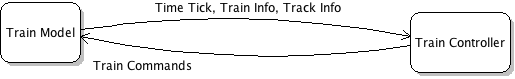 Time Tick, Train Info, Track Info
Train Model
Train Controller
Train Commands